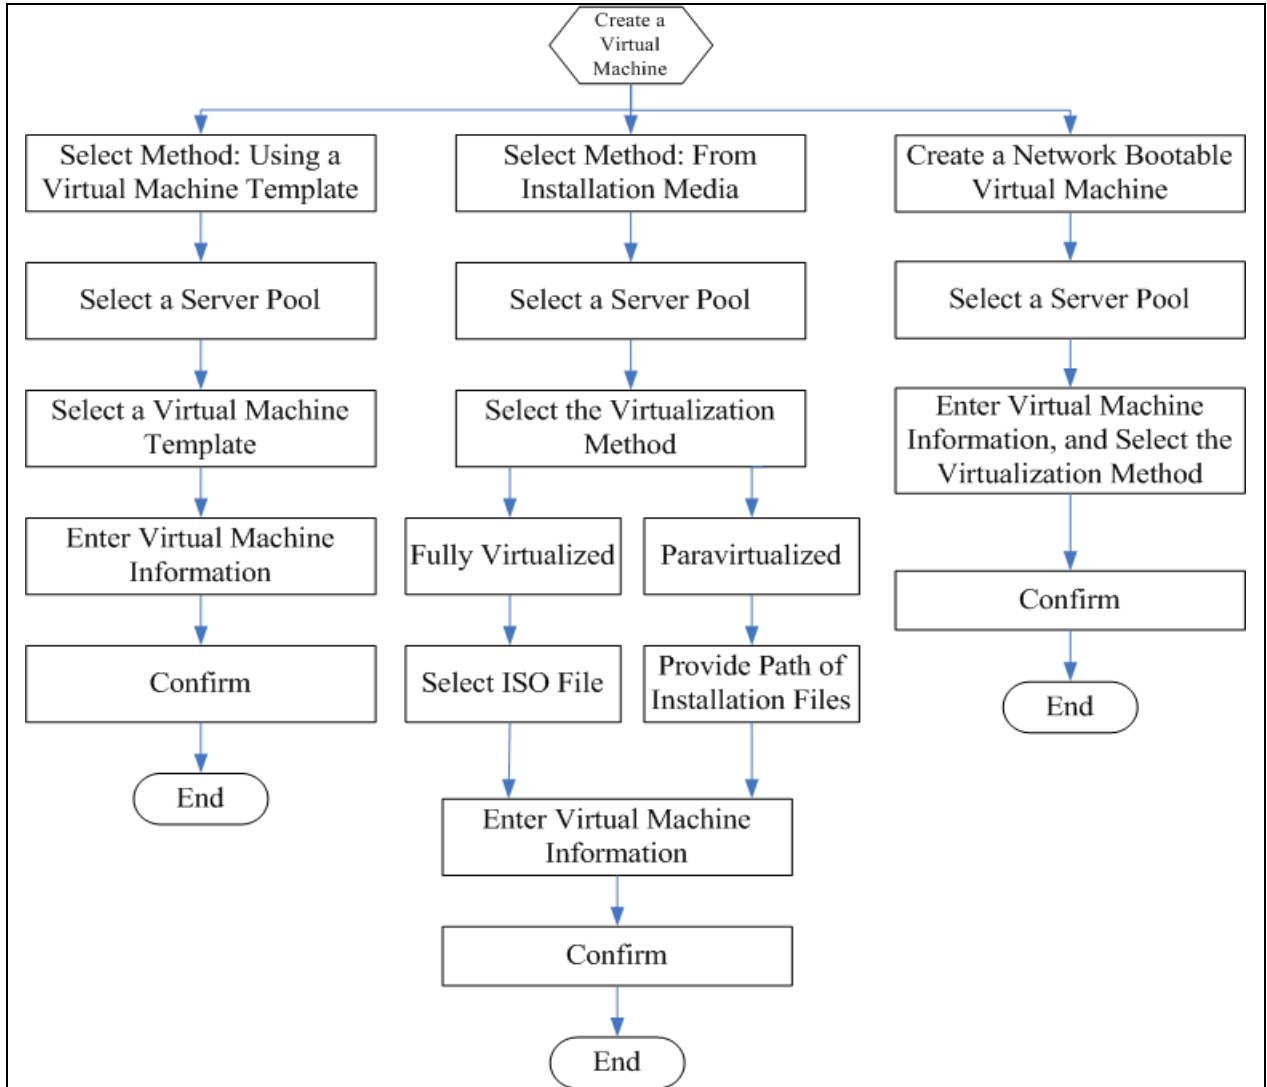 Create a
Virtual
Machine
Select Method: Using a
Virtual Machine Template
Select a Server Pool
Select a Virtual Machine
Template
Enter Virtual Machine
Information
Confirm
End
Select Method: From
Installation Media
Select a Server Pool
Select the Virtualization
Method
Fully Virtualized
Select ISO File
Paravirtualized
Provide Path of
Installation Files
Enter Virtual Machine
Information
Confirm
End
Create a Network Bootable
Virtual Machine
Select a Server Pool
Enter Virtual Machine
Information, and Select the
Virtualization Method
Confirm
End